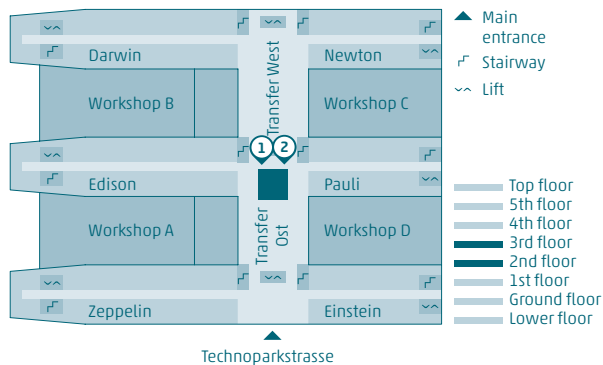 Darwin
Transfer West
Newton
Workshop B
Workshop C
1
2
Edison
Pauli
Workshop A
Transfer
Ost
Workshop D
Zeppelin
Einstein
Technoparkstrasse
Main
entrance
Stairway
Lift
Top floor
5th floor
4th floor
3rd floor
2nd floor
1st floor
Ground floor
Lower floor